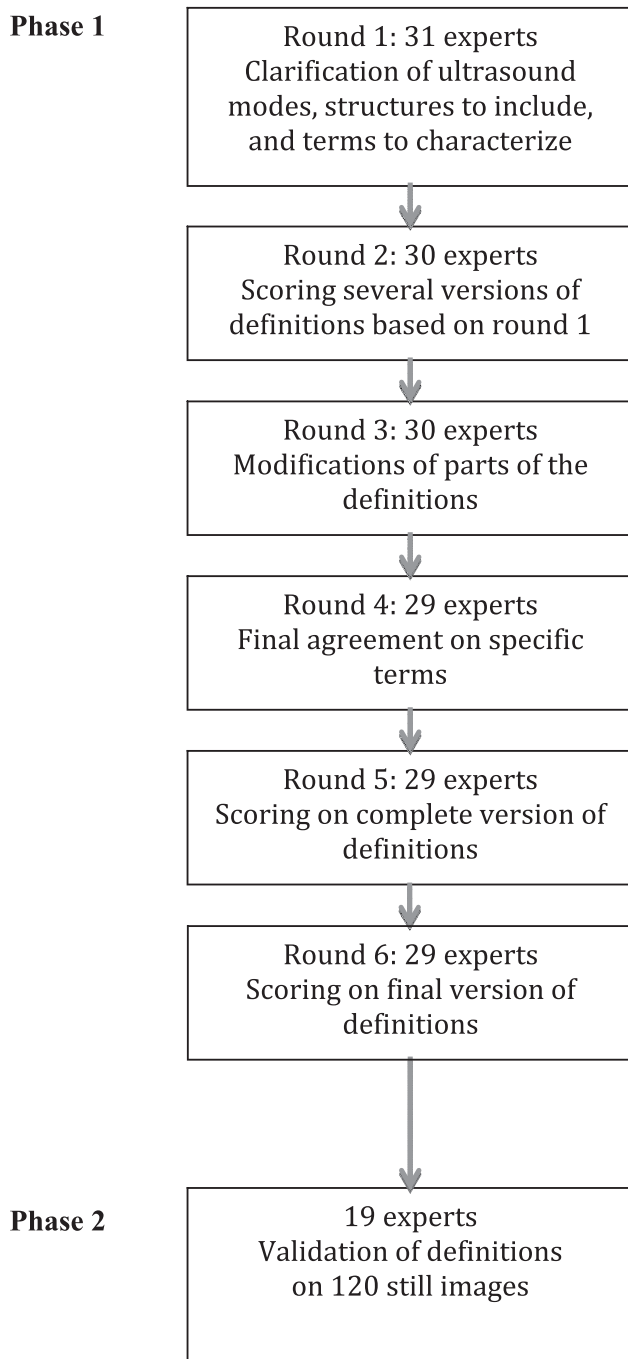 Phase 1
Round 1: 31 experts
Clarification of ultrasound
modes, structures to include,
and terms to characterize
Round 2: 30 experts
Scoring several versions of
definitions based on round 1
Round 3: 30 experts
Modifications of parts of the
definitions
Round 4: 29 experts
Final agreement on specific
terms
Round 5: 29 experts
Scoring on complete version of
definitions
Round 6: 29 experts
Scoring on final version of
definitions
Phase 2
19 experts
Validation of definitions
on 120 still images